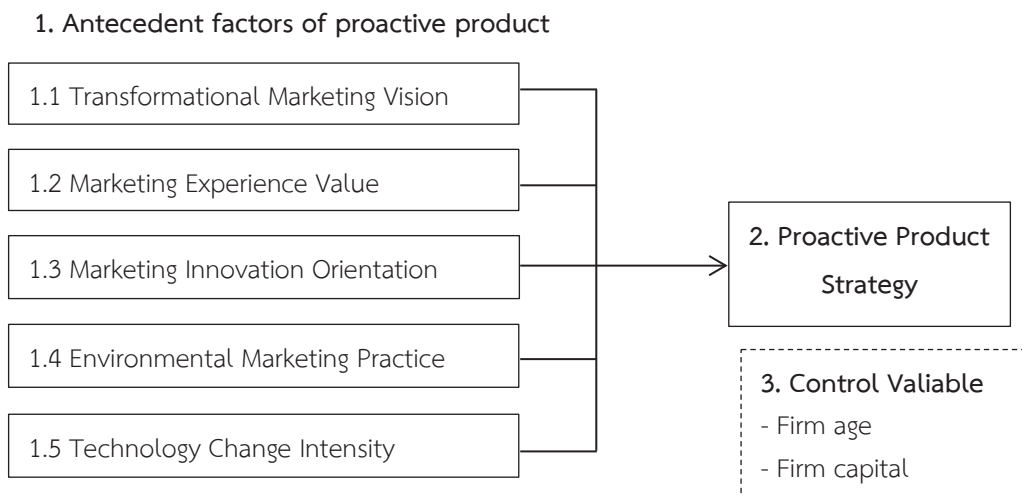 1. Antecedent factors of proactive product
1.1 Transformational Marketing Vision
1.2 Marketing Experience Value
1.3 Marketing Innovation Orientation
1.4 Environmental Marketing Practice
1.5 Technology Change Intensity
2. Proactive Product
Strategy
3. Control Valiable
- Firm age
- Firm capital